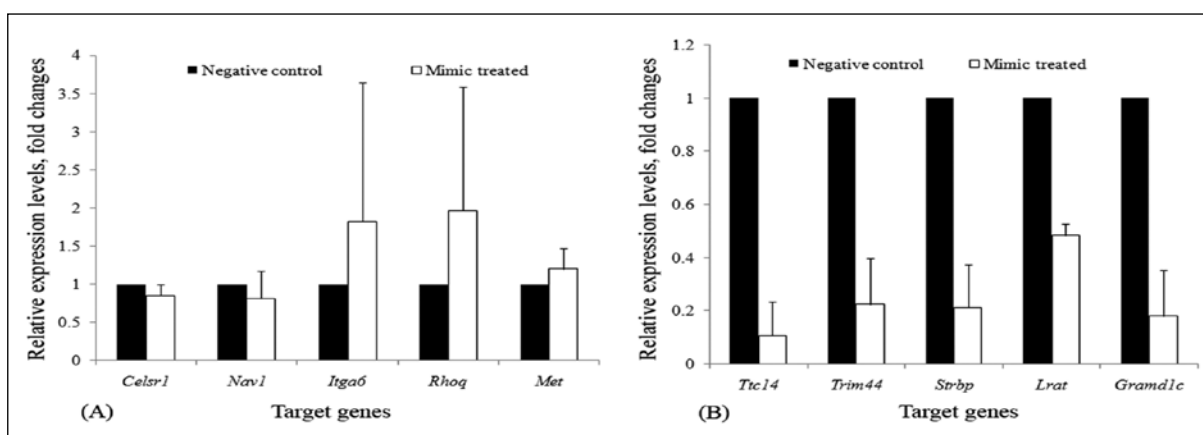 Relative expression levels, fold changes
4
3.5
3
2.5
2
1.5
1
0.5
0
Negative control Mimic treated
Celsr1 Nav1 Itga6 Rhoq Met
(A) Target genes
Relative expression levels, fold changes
1.2
1
0.8
0.6
0.4
0.2
0
Negative control Mimic treated
Ttc14 Trim44 Strbp Lrat Gramd1c
(B) Target genes